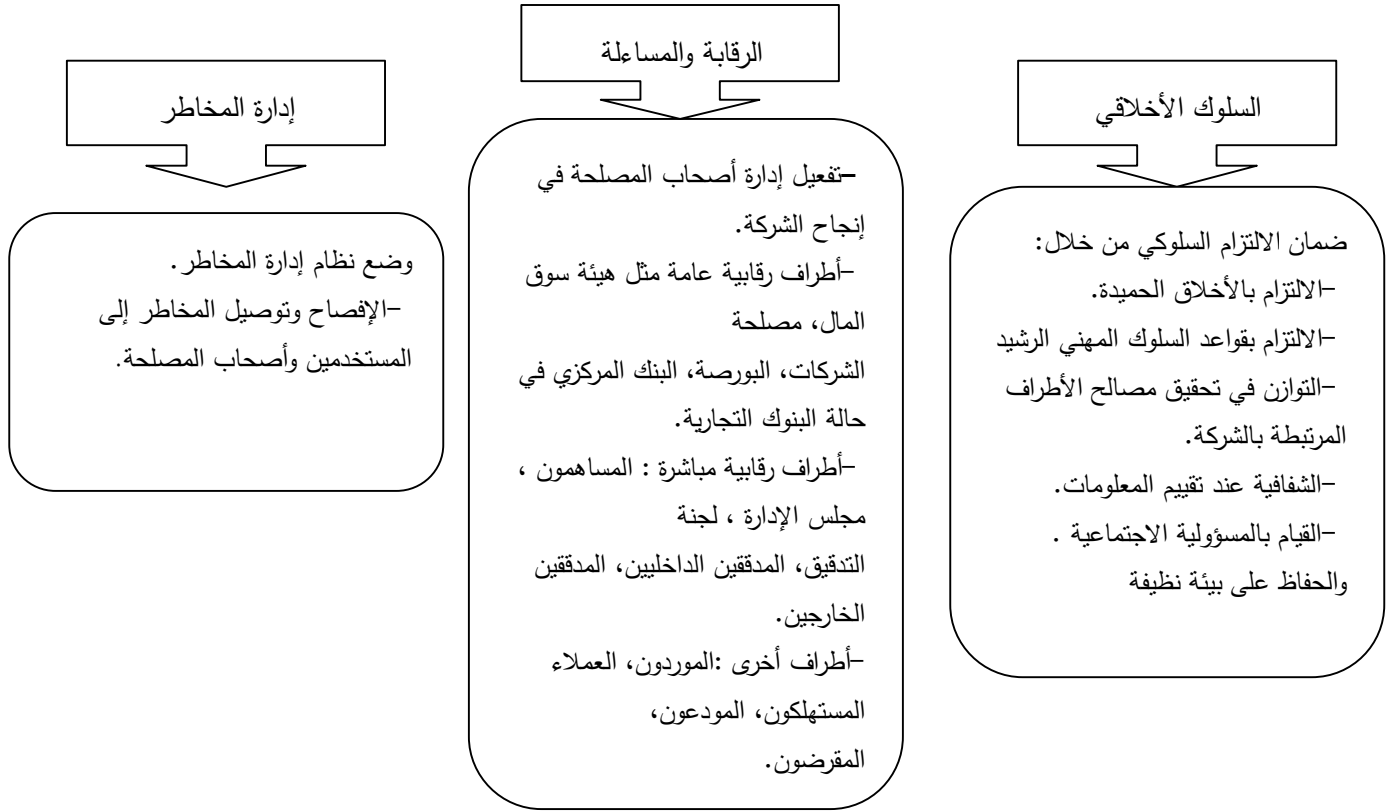 السلوك الأخلاقي
ضمان الالتزام السلوكي من خلال:
-الالتزام بالأخلاق الحميدة.
-الالتزام بقواعد السلوك المهني الرشيد
-التوازن في تحقيق مصالح الأطراف
المرتبطة بالشركة.
-الشفافية عند تقييم المعلومات.
-القيام بالمسؤولية الاجتماعية .
والحفاظ على بيئة نظيفة
الرقابة والمساءلة
-تفعيل إدارة أصحاب المصلحة في
إنجاح الشركة.
-أطراف رقابية عامة مثل هيئة سوق
المال، مصلحة
الشركات، البورصة، البنك المركزي في
حالة البنوك التجارية.
-أطراف رقابية مباشرة : المساهمون ،
مجلس الإدارة ، لجنة
التدقيق، المدققين الداخليين، المدققين
الخارجين.
-أطراف أخرى :الموردون، العملاء
المستهلكون، المودعون،
المقرضون.
إدارة المخاطر
وضع نظام إدارة المخاطر.
-الإفصاح وتوصيل المخاطر إلى
المستخدمين وأصحاب المصلحة.